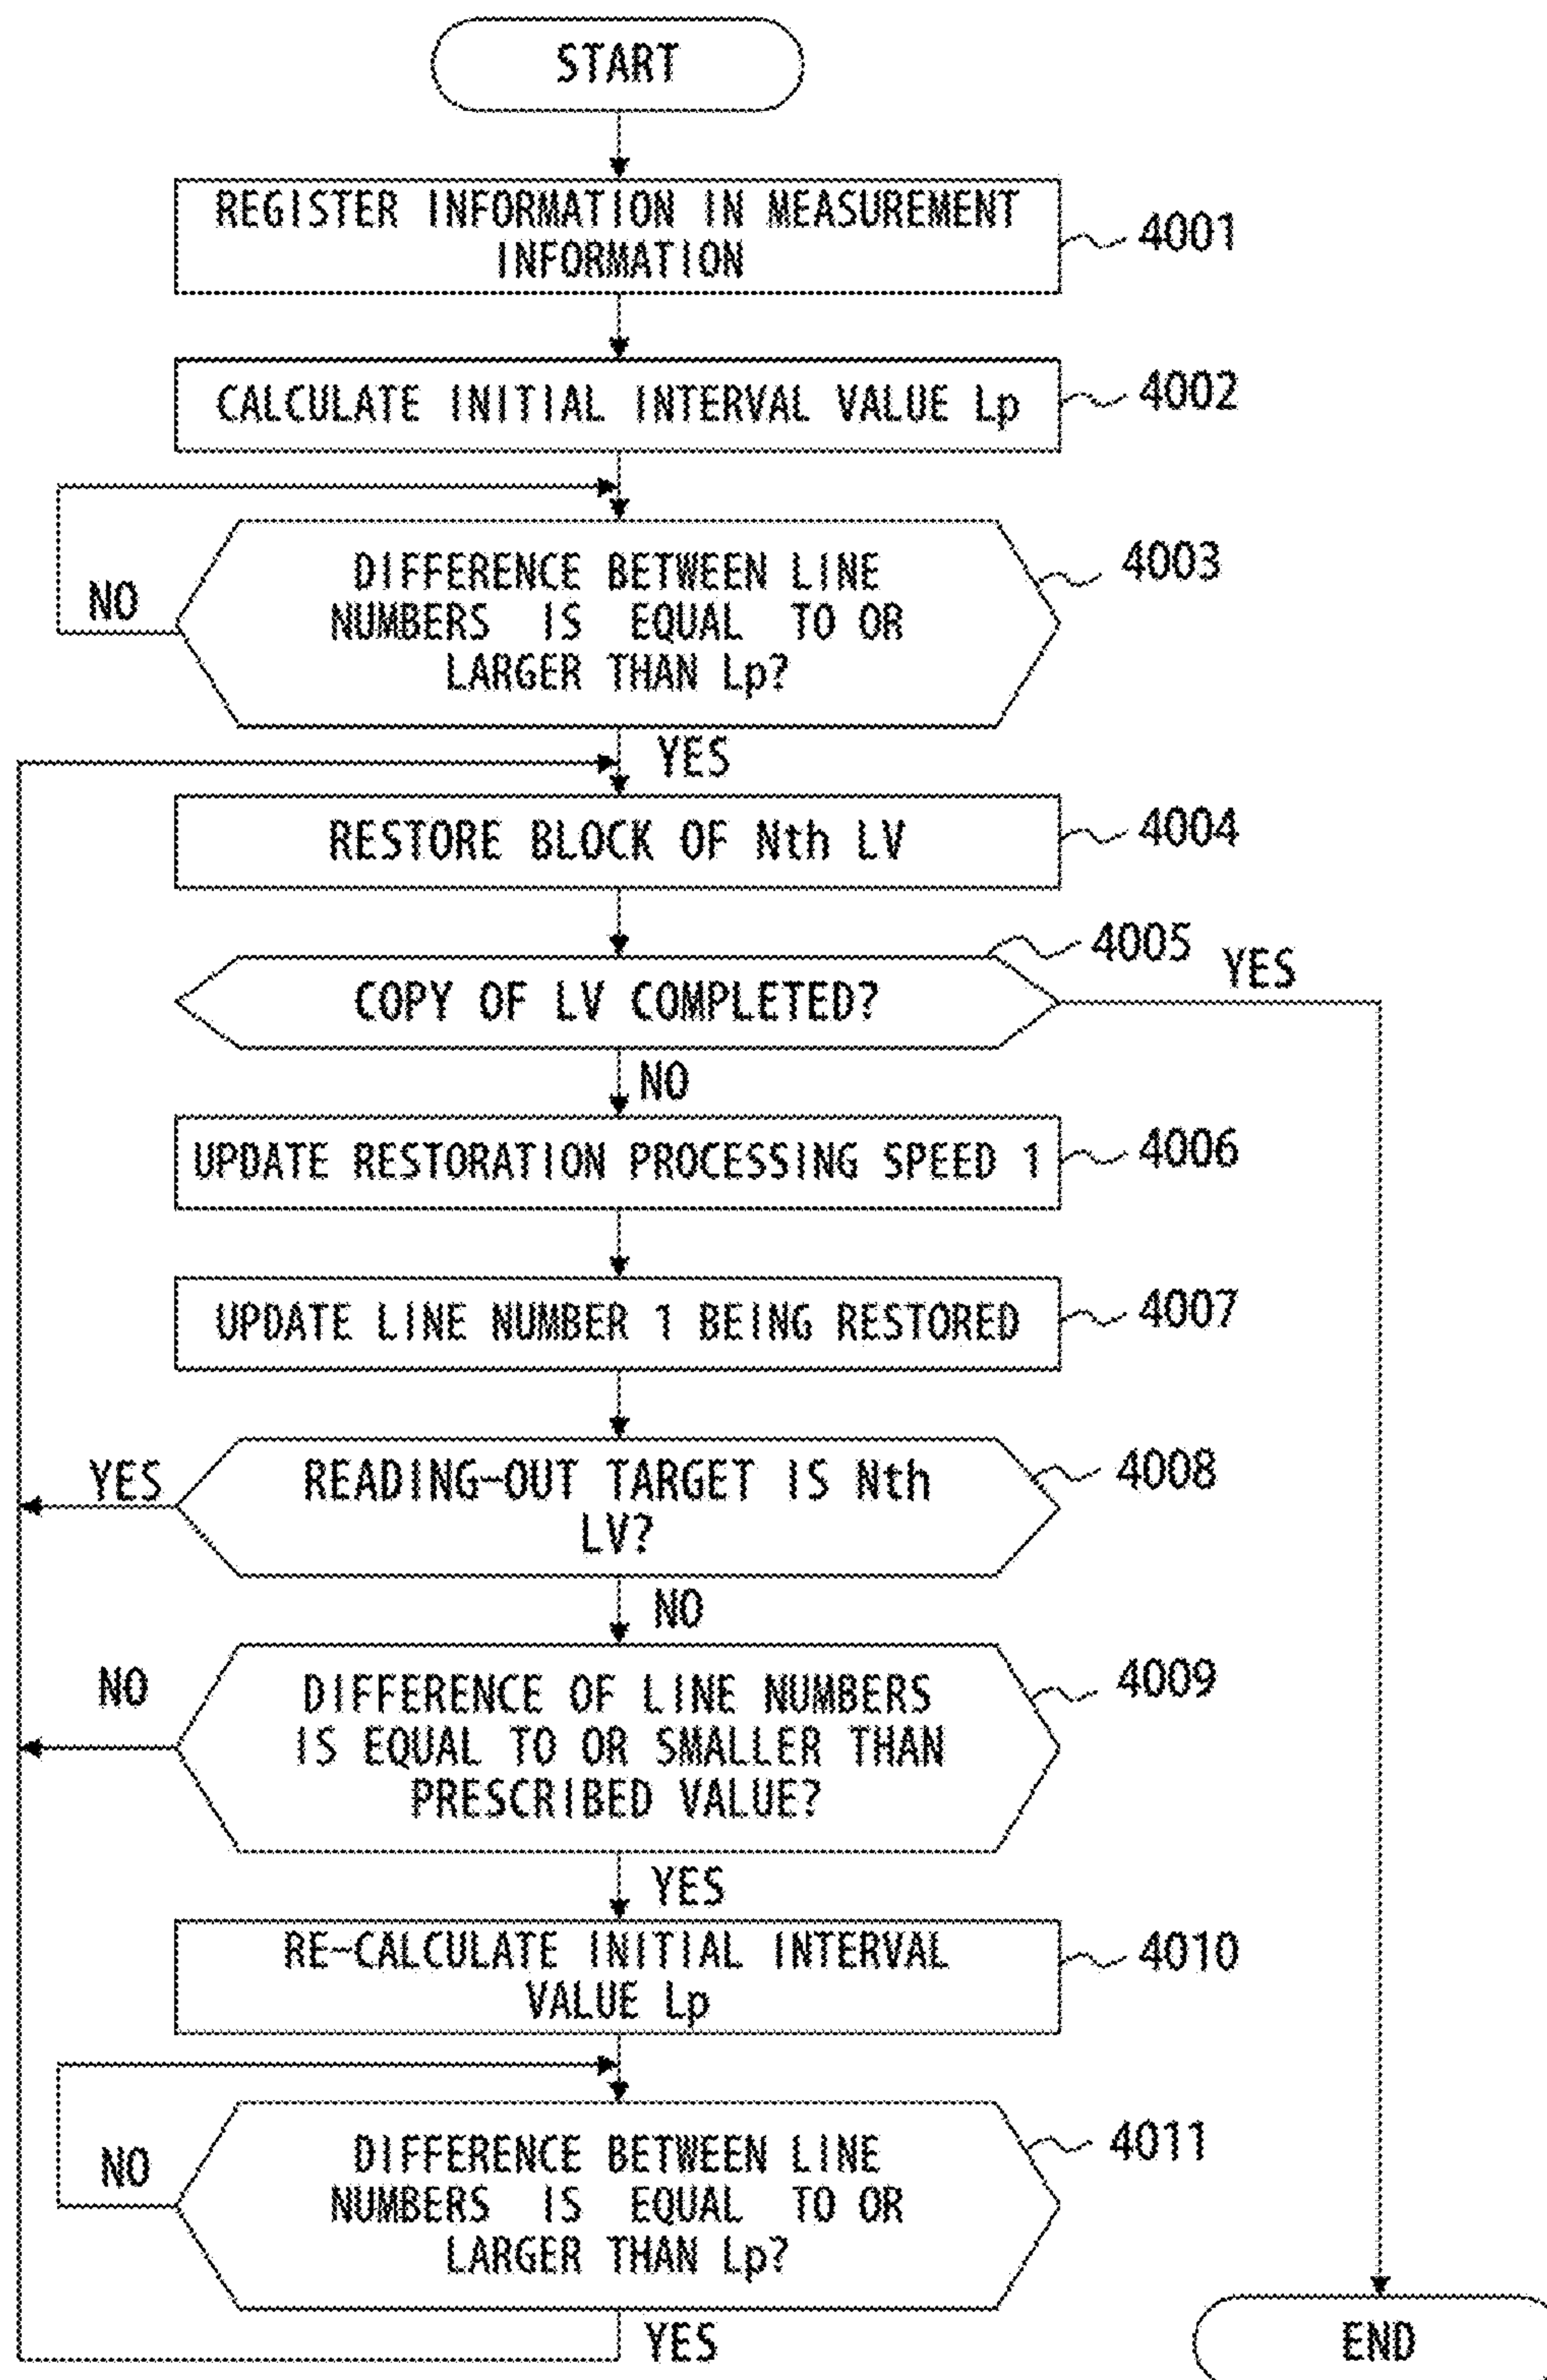 START
REGISTER INFORMATION IN MEASUREMENT
INFORMATION
4001
CALCULATE INITIAL INTERVAL VALUE Lp
4002
DIFFERENCE BETWEEN LINE
NUMBERS IS EQUAL TO OR
LARGER THAN Lp?
4003
NO
YES
RESTORE BLOCK OF Nth LV
4004
COPY OF LV COMPLETED?
4005
YES
NO
UPDATE RESTORATION PROCESSING SPEED 1
4006
UPDATE LINE NUMBER 1 BEING RESTORED
4007
READING-OUT TARGET IS Nth
LV?
4008
YES
NO
DIFFERENCE OF LINE NUMBERS
IS EQUAL TO OR SMALLER THAN
PRESCRIBED VALUE?
4009
NO
YES
RE-CALCULATE INITIAL INTERVAL
VALUE Lp
4010
DIFFERENCE BETWEEN LINE
NUMBERS IS EQUAL TO OR
LARGER THAN Lp?
4011
NO
YES
END